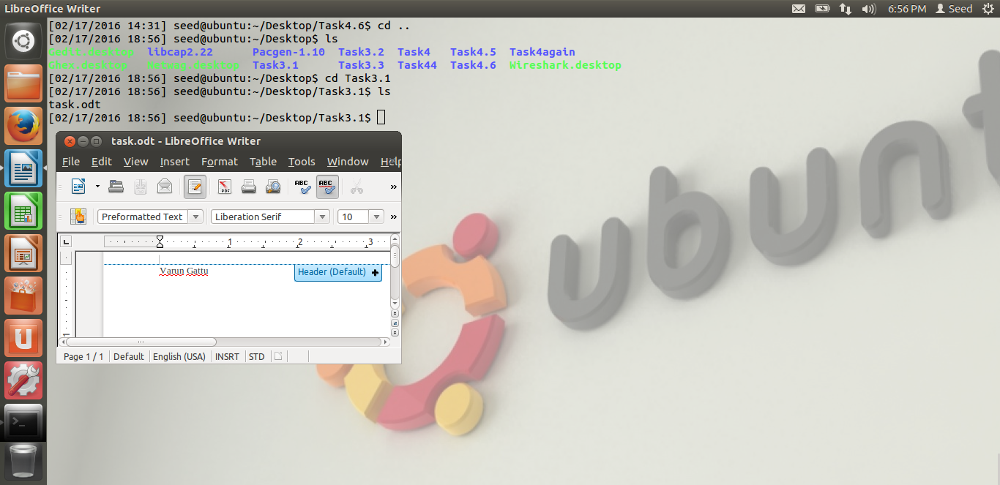 LibreOffice Writer
6:56 PM
Seed
[02/17/2016 14:31] seed@ubuntu:~/Desktop/Task4.6$ cd ..
[02/17/2016 18:56] seed@ubuntu:~/Desktop$ ls
Gedit.desktop libcap2.22 Pacgen-1.10 Task3.2 Task4 Task4.5 Task4again
Ghex.desktop Netwag.desktop Task3.1 Task3.3 Task44 Task4.6 Wireshark.desktop
[02/17/2016 18:56] seed@ubuntu:~/Desktop$ cd Task3.1
[02/17/2016 18:56] seed@ubuntu:~/Desktop/Task3.1$ ls
task.odt
[02/17/2016 18:56] seed@ubuntu:~/Desktop/Task3.1$
task.odt - LibreOffice Writer
File Edit View Insert Format Table Tools Window Help
PDF ABC ABC »
Preformatted Text Liberation Serif 10 »
1 2 3
Varun Gattu
Header (Default)
1
Page 1 / 1 Default English (USA) INSRT STD
ubunt